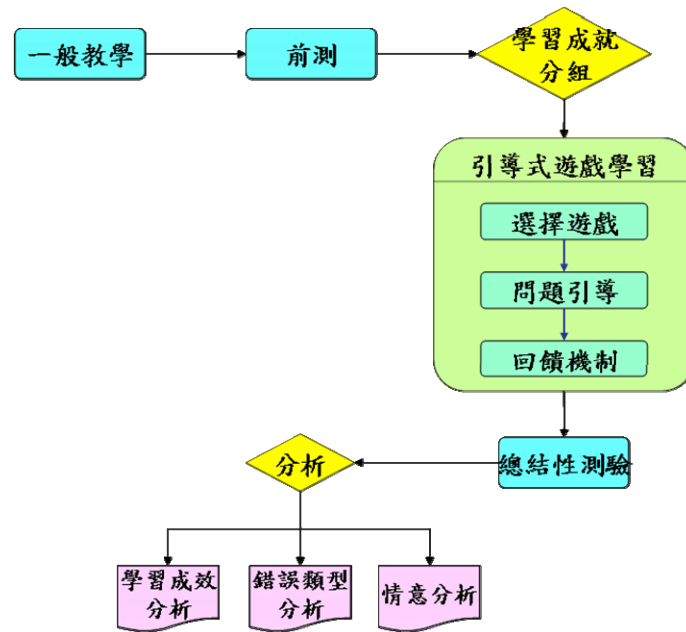 一般教學
前測
學習成就
分組
引導式遊戲學習
選擇遊戲
問題引導
回饋機制
總結性測驗
分析
學習成效
分析
錯誤類型
分析
情意分析